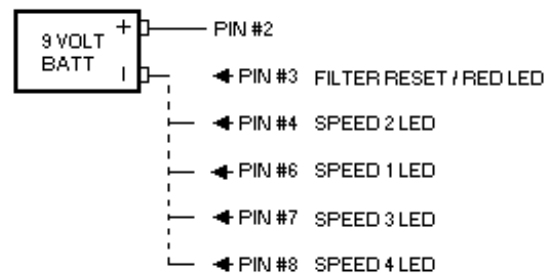 9 VOLT
BATT
+
-
PIN #2
PIN #3 FILTER RESET / RED LED
PIN #4 SPEED 2 LED
PIN #6 SPEED 1 LED
PIN #7 SPEED 3 LED
PIN #8 SPEED 4 LED